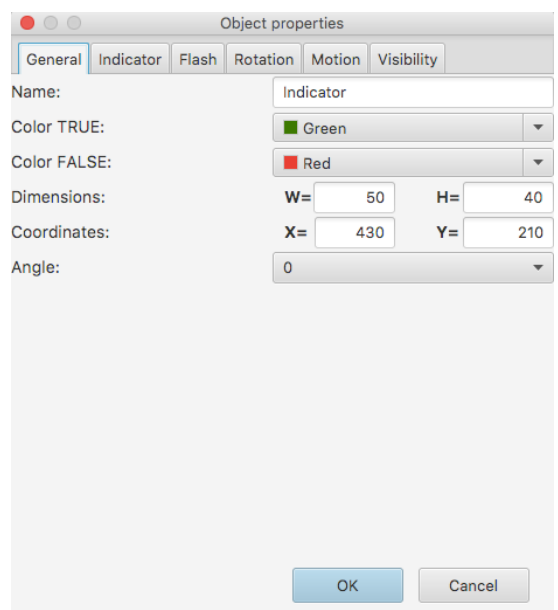 Object properties
General Indicator Flash Rotation Motion Visibility
Name: Indicator
Color TRUE: Green
Color FALSE: Red
Dimensions: W= 50 H= 40
Coordinates: X= 430 Y= 210
Angle: 0
OK Cancel